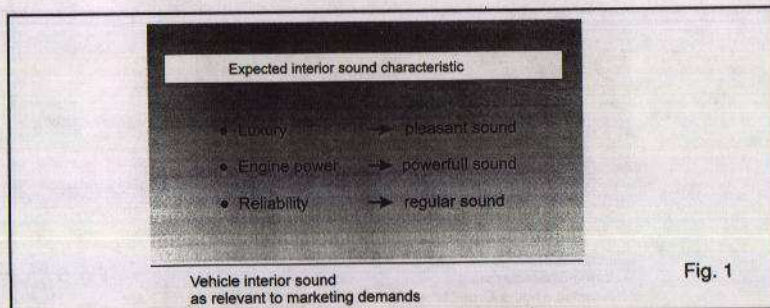 Expected interior sound characteristic
• Luxury → pleasant sound
• Engine power → powerfull sound
• Reliability → regular sound
Vehicle interior sound
as relevant to marketing demands
Fig. 1